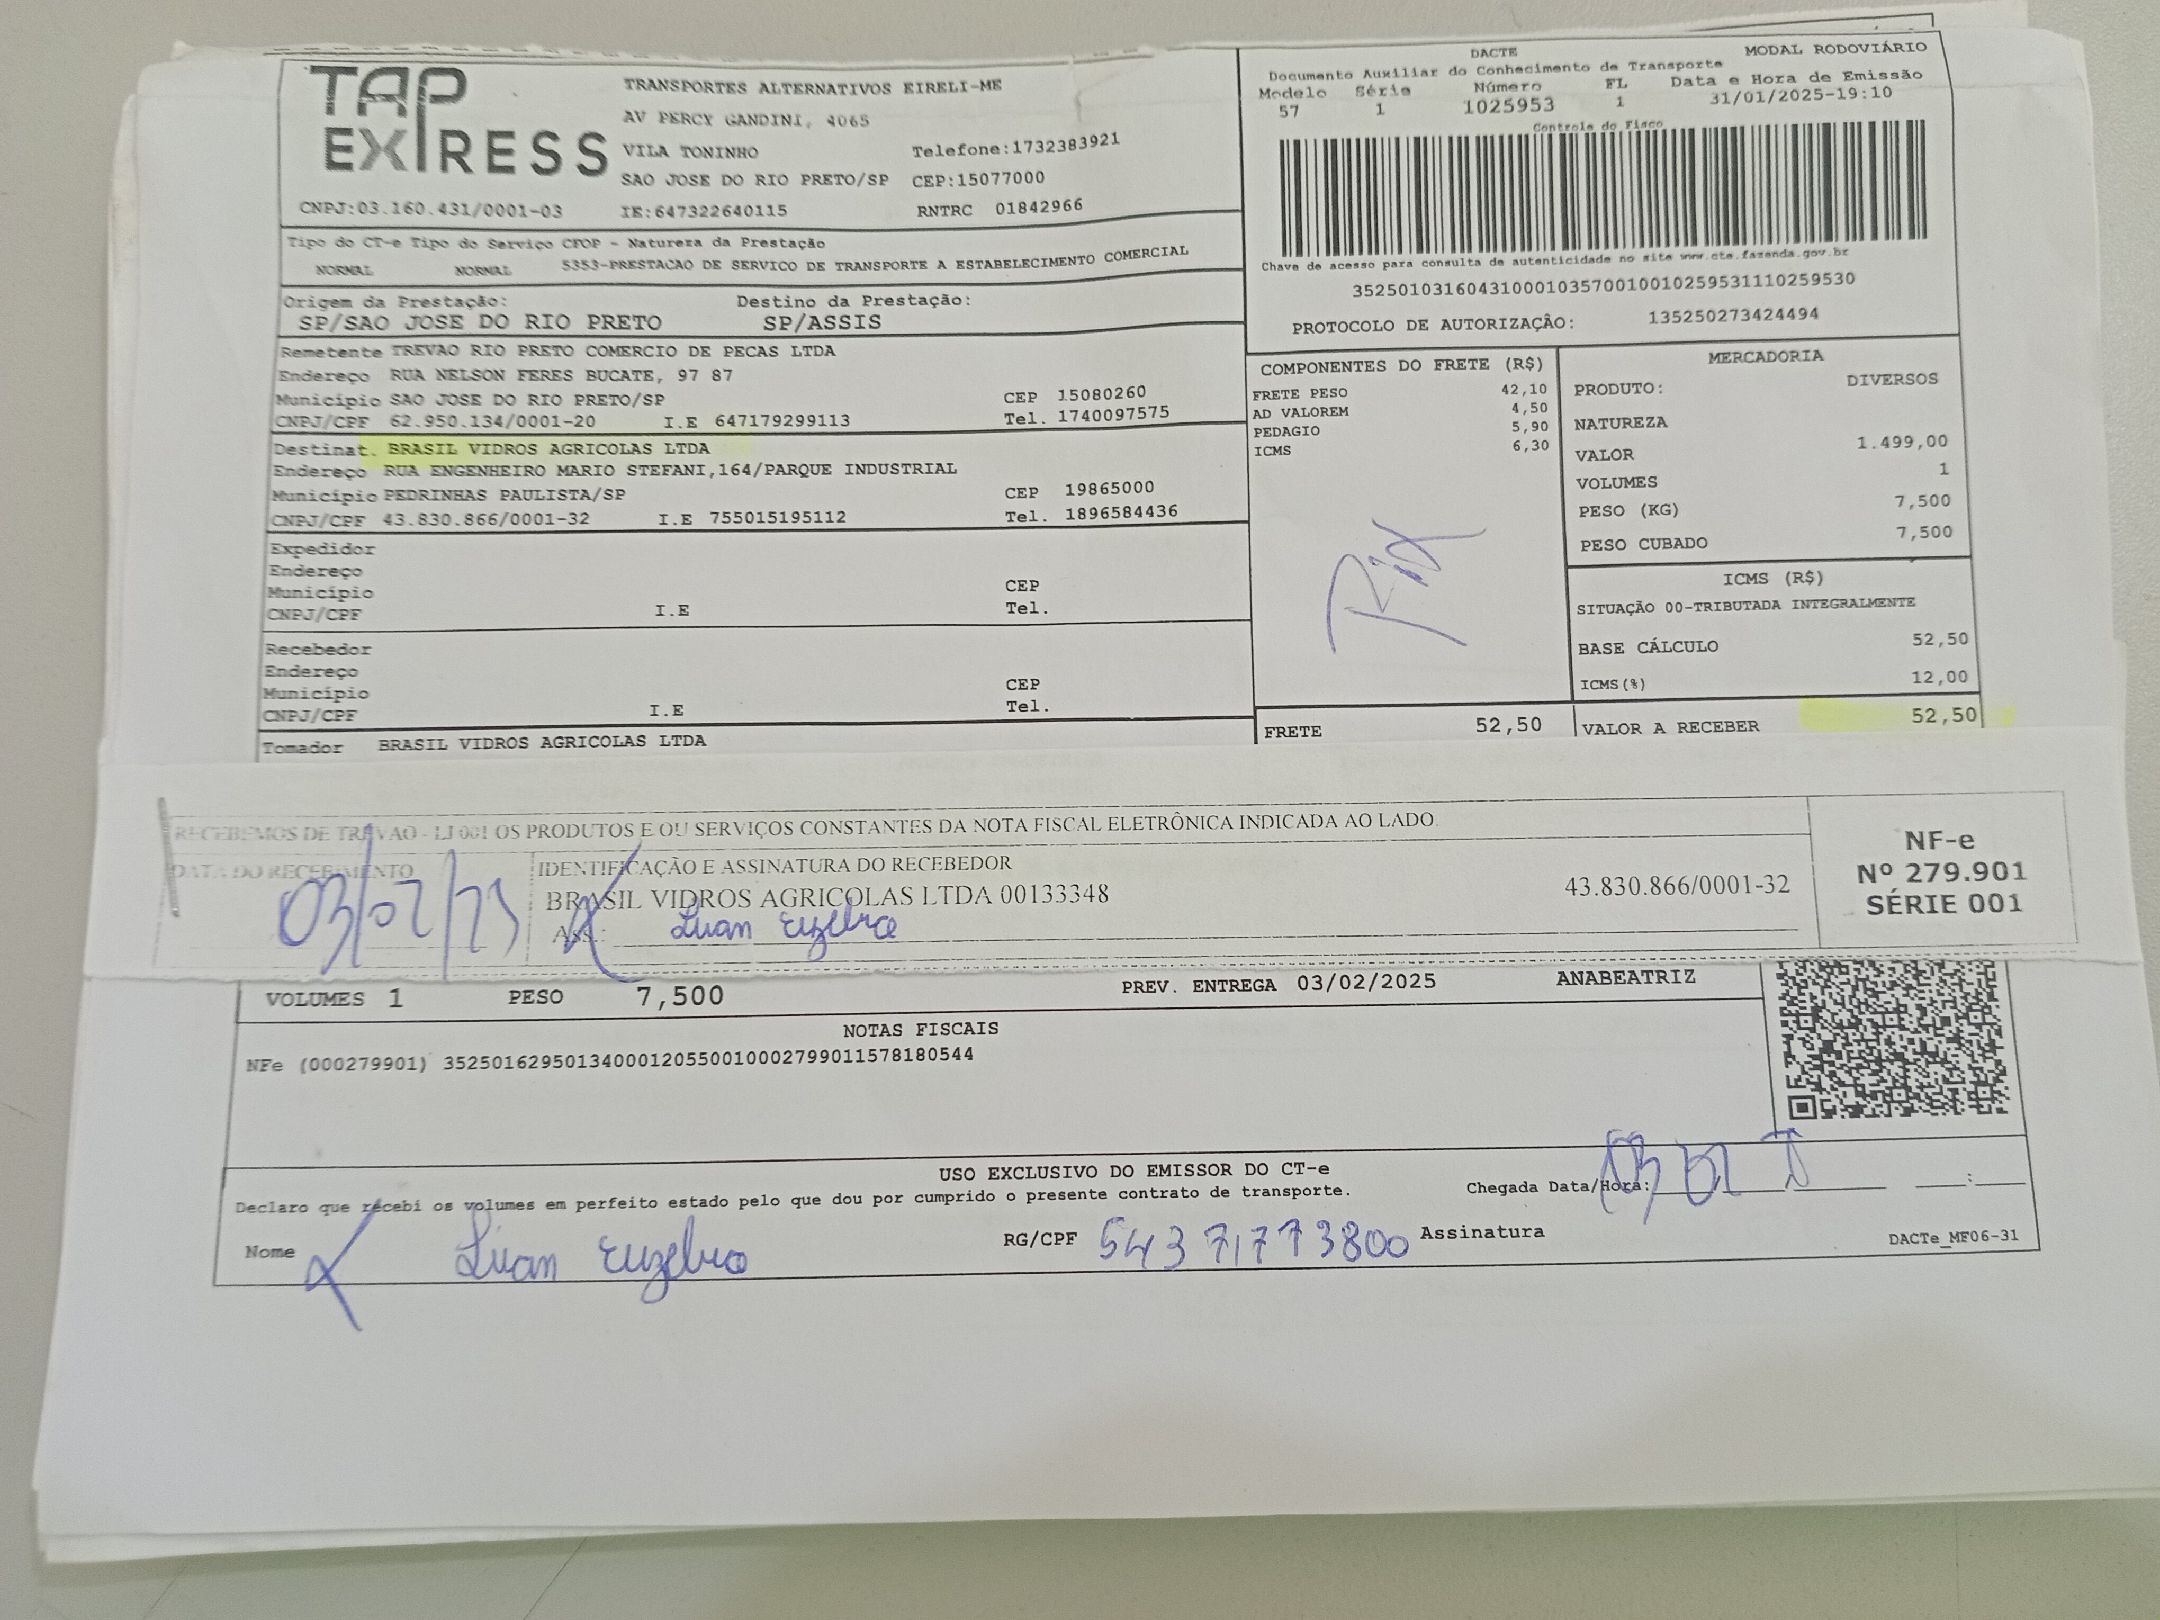 TAP EXPRESS
TRANSPORTES ALTERNATIVOS EIRELI-ME
AV PERCY GANDINI, 4065
VILA TONINHO Telefone:1732383921
SAO JOSE DO RIO PRETO/SP CEP:15077000
CNPJ:03.160.431/0001-03 IE:647322640115 RNTRC 01842966
DACTE MODAL RODOVIÁRIO
Documento Auxiliar do Conhecimento de Transporte
Modelo Série Número FL Data e Hora de Emissão
57 1 1025953 1 31/01/2025-19:10
Controle do Fisco
Chave de acesso para consulta de autenticidade no site www.cte.fazenda.gov.br
35250103160431000103570010010259531110259530
PROTOCOLO DE AUTORIZAÇÃO: 135250273424494
Tipo do CT-e Tipo do Serviço CFOP - Natureza da Prestação
NORMAL NORMAL 5353-PRESTACAO DE SERVICO DE TRANSPORTE A ESTABELECIMENTO COMERCIAL
Origem da Prestação: Destino da Prestação:
SP/SAO JOSE DO RIO PRETO SP/ASSIS
Remetente TREVAO RIO PRETO COMERCIO DE PECAS LTDA
Endereço RUA NELSON FERES BUCATE, 97 87
Município SAO JOSE DO RIO PRETO/SP CEP 15080260
CNPJ/CPF 62.950.134/0001-20 I.E 647179299113 Tel. 1740097575
Destinat. BRASIL VIDROS AGRICOLAS LTDA
Endereço RUA ENGENHEIRO MARIO STEFANI,164/PARQUE INDUSTRIAL
Município PEDRINHAS PAULISTA/SP CEP 19865000
CNPJ/CPF 43.830.866/0001-32 I.E 755015195112 Tel. 1896584436
Expedidor
Endereço
Município CEP
CNPJ/CPF I.E Tel.
Recebedor
Endereço
Município CEP
CNPJ/CPF I.E Tel.
Tomador BRASIL VIDROS AGRICOLAS LTDA
COMPONENTES DO FRETE (R$)
FRETE PESO 42,10
AD VALOREM 4,50
PEDAGIO 5,90
ICMS 6,30
FRETE 52,50
MERCADORIA
PRODUTO: DIVERSOS
NATUREZA
VALOR 1.499,00
VOLUMES 1
PESO (KG) 7,500
PESO CUBADO 7,500
ICMS (R$)
SITUAÇÃO 00-TRIBUTADA INTEGRALMENTE
BASE CÁLCULO 52,50
ICMS(%) 12,00
VALOR A RECEBER 52,50
RECEBEMOS DE TREVAO - LJ 001 OS PRODUTOS E OU SERVIÇOS CONSTANTES DA NOTA FISCAL ELETRÔNICA INDICADA AO LADO.
DATA DO RECEBIMENTO IDENTIFICAÇÃO E ASSINATURA DO RECEBEDOR
03/02/25 BRASIL VIDROS AGRICOLAS LTDA 00133348 43.830.866/0001-32
Ass.: Luan Euzebio
NF-e
Nº 279.901
SÉRIE 001
VOLUMES 1 PESO 7,500 PREV. ENTREGA 03/02/2025 ANABEATRIZ
NOTAS FISCAIS
NFe (000279901) 35250162950134000120550010002799011578180544
USO EXCLUSIVO DO EMISSOR DO CT-e
Declaro que recebi os volumes em perfeito estado pelo que dou por cumprido o presente contrato de transporte. Chegada Data/Hora:
Nome Luan Euzebio RG/CPF 54371773800 Assinatura
DACTe_MF06-31